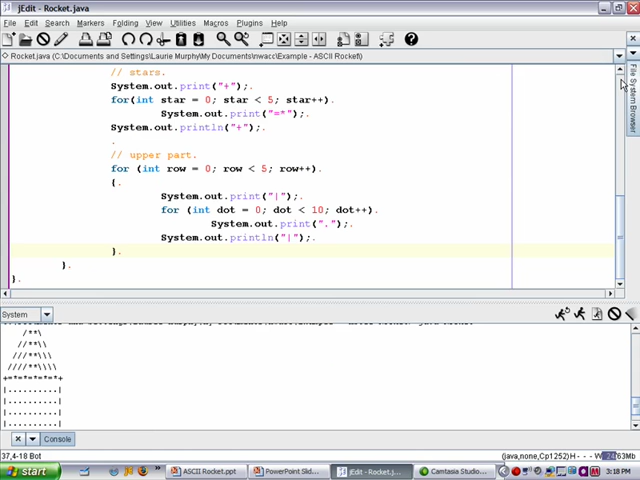 jEdit - Rocket.java
File Edit Search Markers Folding View Utilities Macros Plugins Help
Rocket.java (C:\Documents and Settings\Laurie Murphy\My Documents\nwacc\Example - ASCII Rocket\)
File System Browser
// stars.
System.out.print("+");.
for(int star = 0; star < 5; star++).
System.out.print("=*");.
System.out.println("+");.
.
// upper part.
for (int row = 0; row < 5; row++).
{.
System.out.print("|");.
for (int dot = 0; dot < 10; dot++).
System.out.print(".");.
System.out.println("|");.
}.
}.
}.
System
/**\
//**\\
///**\\\
////**\\\\
+=*=*=*=*=*+
|..........|
|..........|
|..........|
|..........|
Console
37,4-18 Bot
(java,none,Cp1252)H - - - W
63Mb
start
ASCII Rocket.ppt
PowerPoint Slid...
jEdit - Rocket.java
Camtasia Studio...
3:18 PM